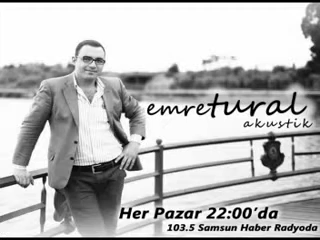 emretural
akustik
Her Pazar 22:00'da
103.5 Samsun Haber Radyoda